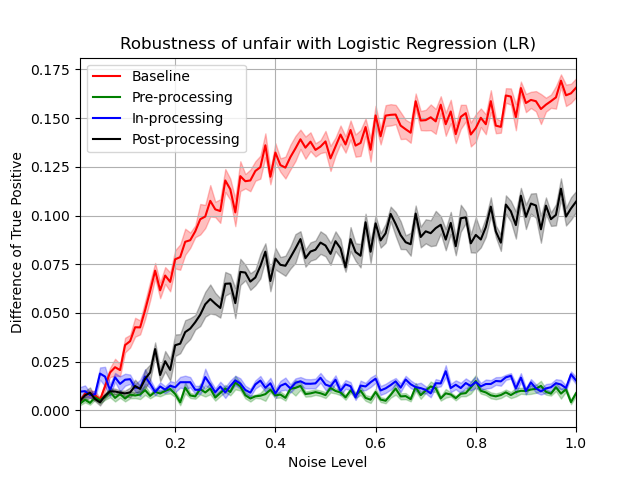 Robustness of unfair with Logistic Regression (LR)
Baseline
Pre-processing
In-processing
Post-processing
Difference of True Positive
0.175
0.150
0.125
0.100
0.075
0.050
0.025
0.000
0.2 0.4 0.6 0.8 1.0
Noise Level